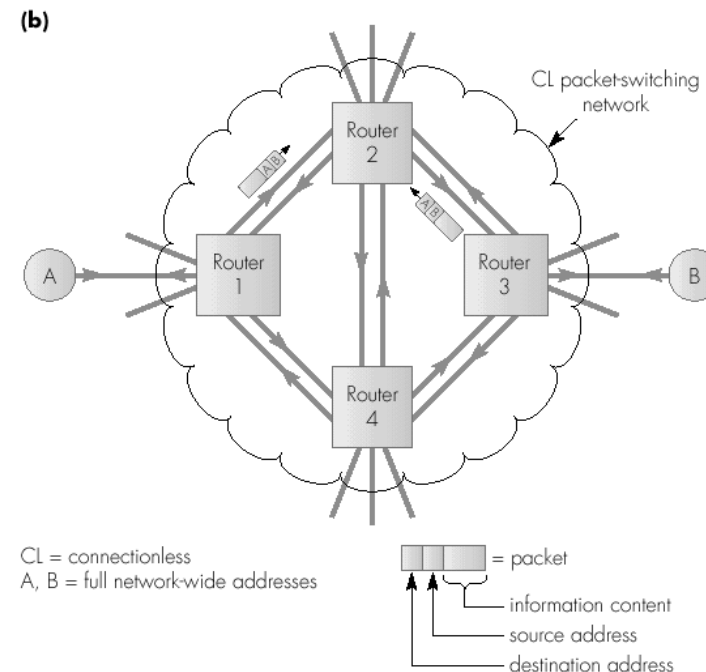 (b)
CL packet-switching
network
Router
2
A B
A B
A
Router
1
Router
3
B
Router
4
CL = connectionless
A, B = full network-wide addresses
= packet
information content
source address
destination address